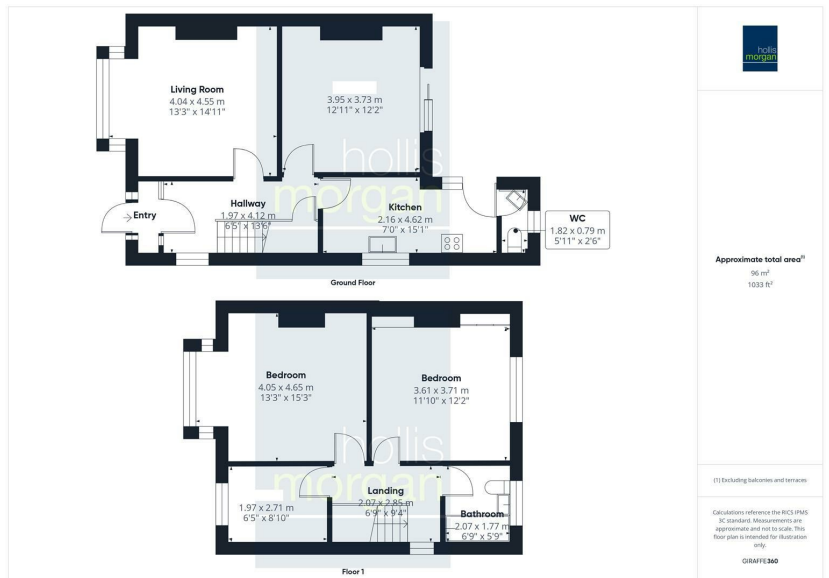 Living Room
4.04 x 4.55 m
13'3" x 14'11"
3.95 x 3.73 m
12'11" x 12'2"
hollis
morgan
Entry
Hallway
1.97 x 4.12 m
6'5" x 13'6"
Kitchen
2.16 x 4.62 m
7'0" x 15'1"
WC
1.82 x 0.79 m
5'11" x 2'6"
Ground Floor
Bedroom
4.05 x 4.65 m
13'3" x 15'3"
Bedroom
3.61 x 3.71 m
11'10" x 12'2"
hollis
morgan
1.97 x 2.71 m
6'5" x 8'10"
Landing
2.07 x 2.85 m
6'9" x 9'4"
Bathroom
2.07 x 1.77 m
6'9" x 5'9"
Floor 1
hollis
morgan
Approximate total area(1)
96 m²
1033 ft²
(1) Excluding balconies and terraces
Calculations reference the RICS IPMS
3C standard. Measurements are
approximate and not to scale. This
floor plan is intended for illustration
only.
GIRAFFE360